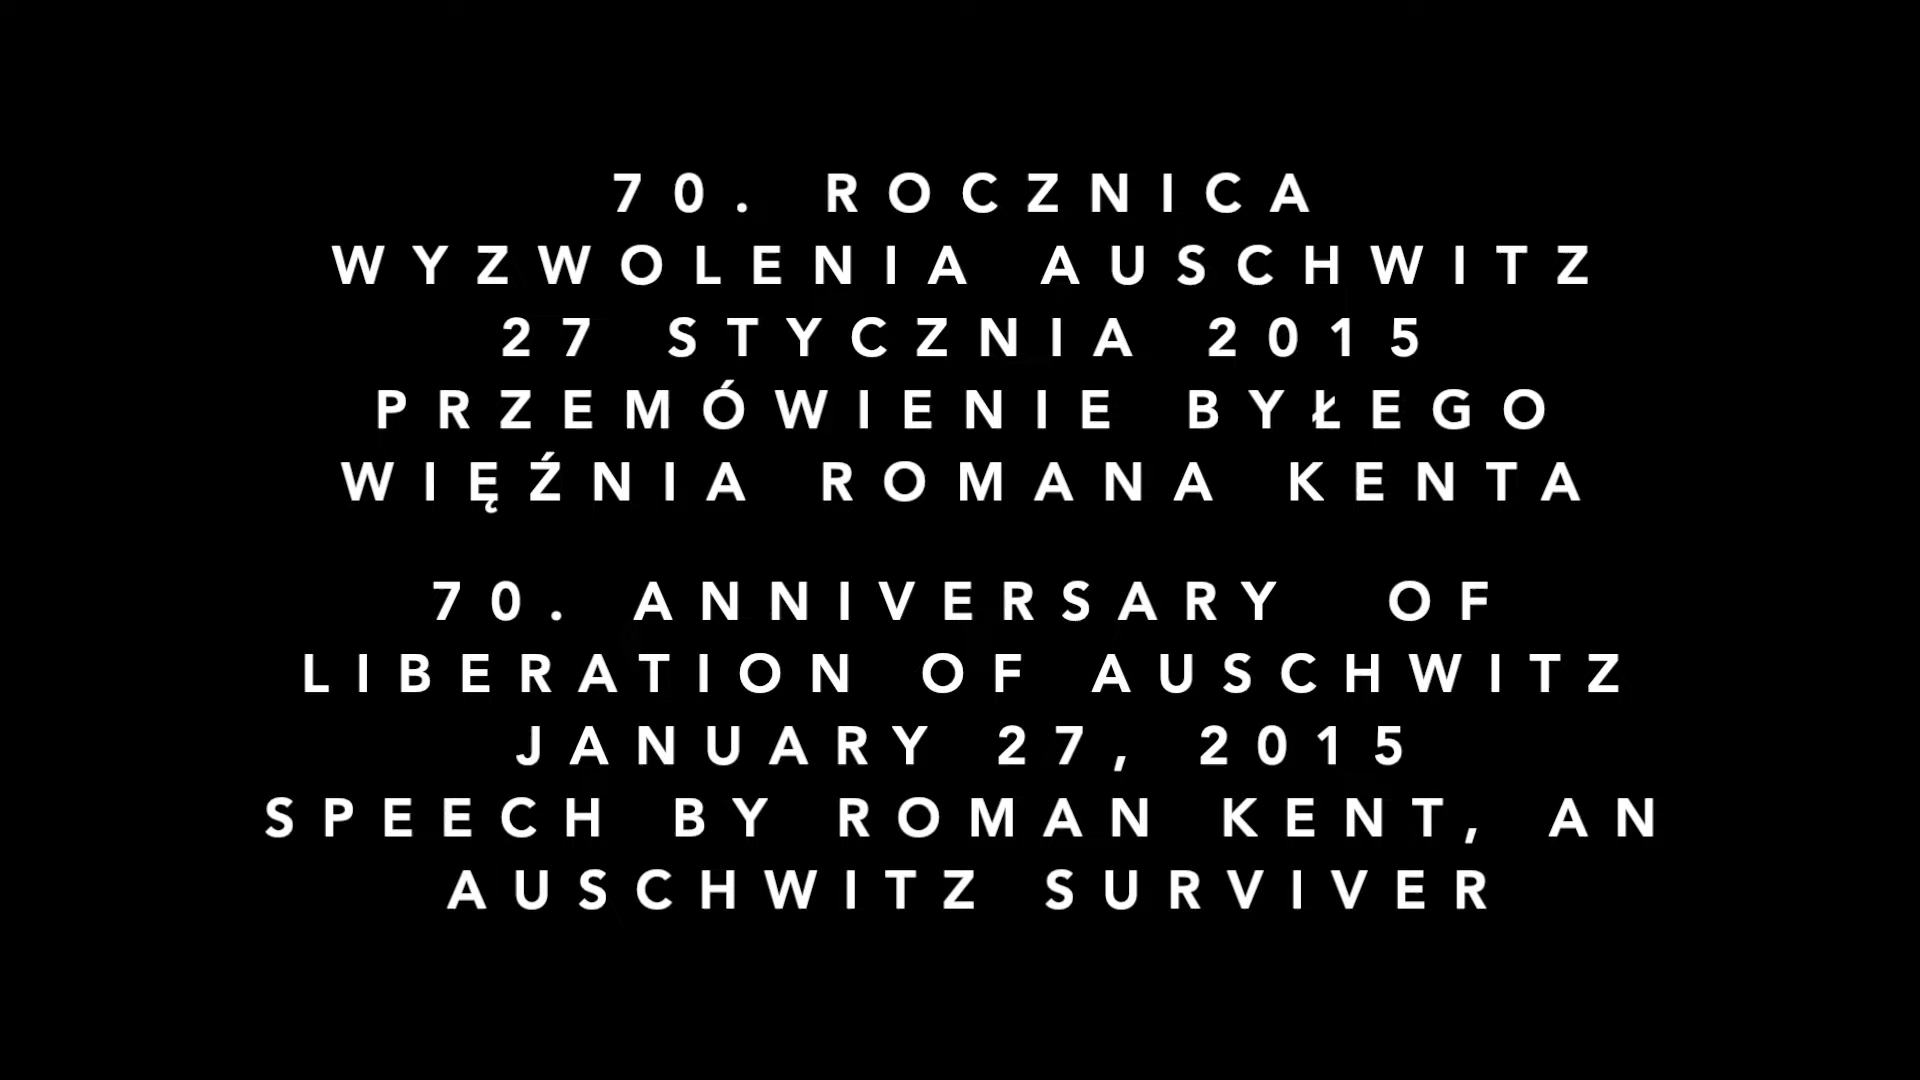 70. ROCZNICA
WYZWOLENIA AUSCHWITZ
27 STYCZNIA 2015
PRZEMÓWIENIE BYŁEGO
WIĘŹNIA ROMANA KENTA
70. ANNIVERSARY OF
LIBERATION OF AUSCHWITZ
JANUARY 27, 2015
SPEECH BY ROMAN KENT, AN
AUSCHWITZ SURVIVER